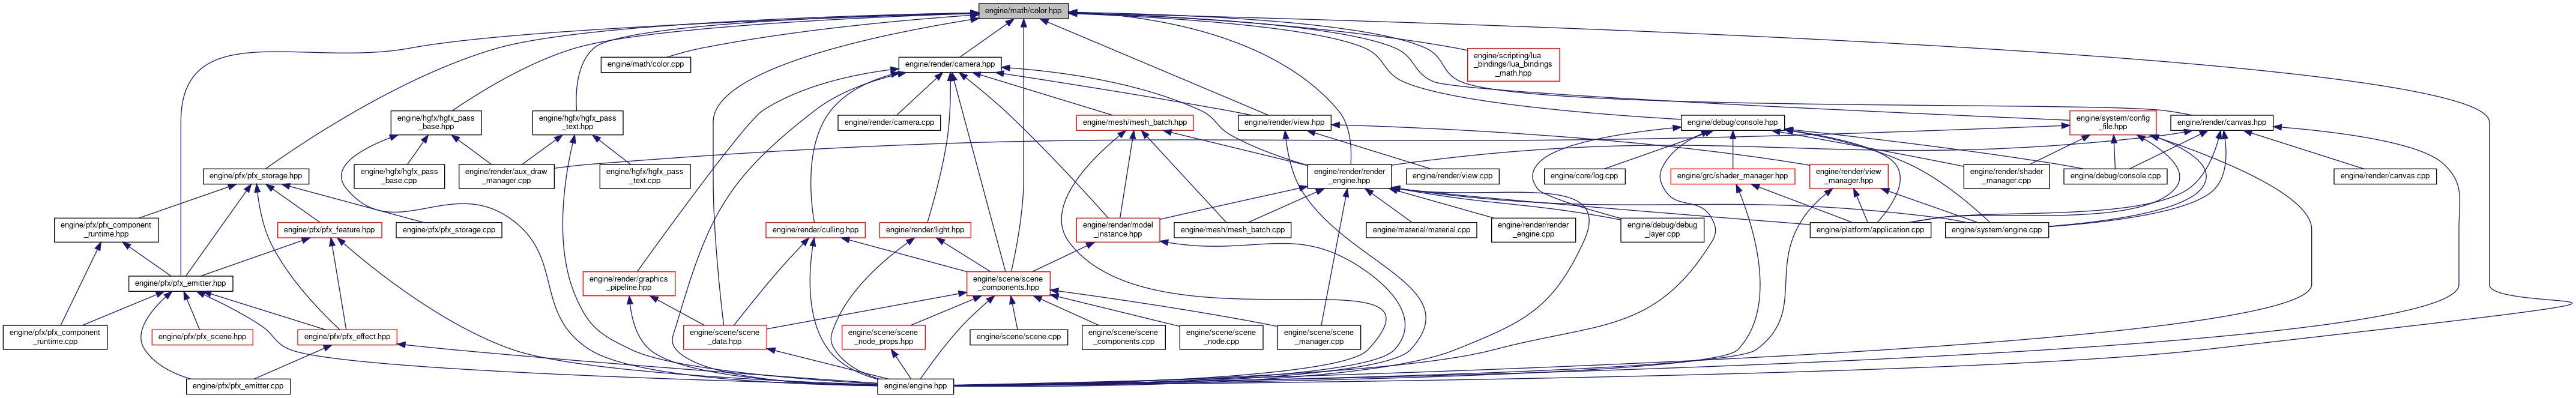 engine/math/color.hpp
engine/math/color.cpp
engine/render/camera.hpp
engine/scripting/lua
_bindings/lua_bindings
_math.hpp
engine/hgfx/hgfx_pass
_base.hpp
engine/hgfx/hgfx_pass
_text.hpp
engine/render/camera.cpp
engine/mesh/mesh_batch.hpp
engine/render/view.hpp
engine/debug/console.hpp
engine/system/config
_file.hpp
engine/render/canvas.hpp
engine/pfx/pfx_storage.hpp
engine/hgfx/hgfx_pass
_base.cpp
engine/render/aux_draw
_manager.cpp
engine/hgfx/hgfx_pass
_text.cpp
engine/render/render
_engine.hpp
engine/render/view.cpp
engine/core/log.cpp
engine/grc/shader_manager.hpp
engine/render/view
_manager.hpp
engine/render/shader
_manager.cpp
engine/debug/console.cpp
engine/render/canvas.cpp
engine/pfx/pfx_component
_runtime.hpp
engine/pfx/pfx_feature.hpp
engine/pfx/pfx_storage.cpp
engine/render/culling.hpp
engine/render/light.hpp
engine/render/model
_instance.hpp
engine/mesh/mesh_batch.cpp
engine/material/material.cpp
engine/render/render
_engine.cpp
engine/debug/debug
_layer.cpp
engine/platform/application.cpp
engine/system/engine.cpp
engine/pfx/pfx_emitter.hpp
engine/render/graphics
_pipeline.hpp
engine/scene/scene
_components.hpp
engine/pfx/pfx_component
_runtime.cpp
engine/pfx/pfx_scene.hpp
engine/pfx/pfx_effect.hpp
engine/scene/scene
_data.hpp
engine/scene/scene
_node_props.hpp
engine/scene/scene.cpp
engine/scene/scene
_components.cpp
engine/scene/scene
_node.cpp
engine/scene/scene
_manager.cpp
engine/pfx/pfx_emitter.cpp
engine/engine.hpp